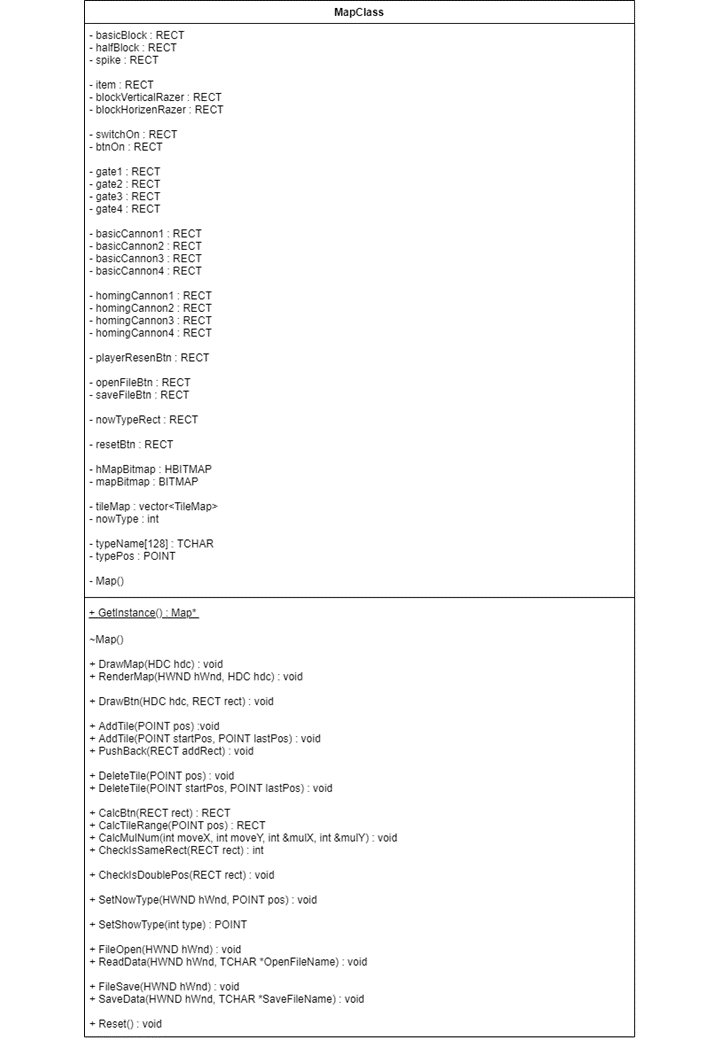 MapClass
- basicBlock : RECT
- halfBlock : RECT
- spike : RECT
- item : RECT
- blockVerticalRazer : RECT
- blockHorizenRazer : RECT
- switchOn : RECT
- btnOn : RECT
- gate1 : RECT
- gate2 : RECT
- gate3 : RECT
- gate4 : RECT
- basicCannon1 : RECT
- basicCannon2 : RECT
- basicCannon3 : RECT
- basicCannon4 : RECT
- homingCannon1 : RECT
- homingCannon2 : RECT
- homingCannon3 : RECT
- homingCannon4 : RECT
- playerResenBtn : RECT
- openFileBtn : RECT
- saveFileBtn : RECT
- nowTypeRect : RECT
- resetBtn : RECT
- hMapBitmap : HBITMAP
- mapBitmap : BITMAP
- tileMap : vector<TileMap>
- nowType : int
- typeName[128] : TCHAR
- typePos : POINT
- Map()
+ GetInstance() : Map*
~Map()
+ DrawMap(HDC hdc) : void
+ RenderMap(HWND hWnd, HDC hdc) : void
+ DrawBtn(HDC hdc, RECT rect) : void
+ AddTile(POINT pos) :void
+ AddTile(POINT startPos, POINT lastPos) : void
+ PushBack(RECT addRect) : void
+ DeleteTile(POINT pos) : void
+ DeleteTile(POINT startPos, POINT lastPos) : void
+ CalcBtn(RECT rect) : RECT
+ CalcTileRange(POINT pos) : RECT
+ CalcMulNum(int moveX, int moveY, int &mulX, int &mulY) : void
+ CheckIsSameRect(RECT rect) : int
+ CheckIsDoublePos(RECT rect) : void
+ SetNowType(HWND hWnd, POINT pos) : void
+ SetShowType(int type) : POINT
+ FileOpen(HWND hWnd) : void
+ ReadData(HWND hWnd, TCHAR *OpenFileName) : void
+ FileSave(HWND hWnd) : void
+ SaveData(HWND hWnd, TCHAR *SaveFileName) : void
+ Reset() : void